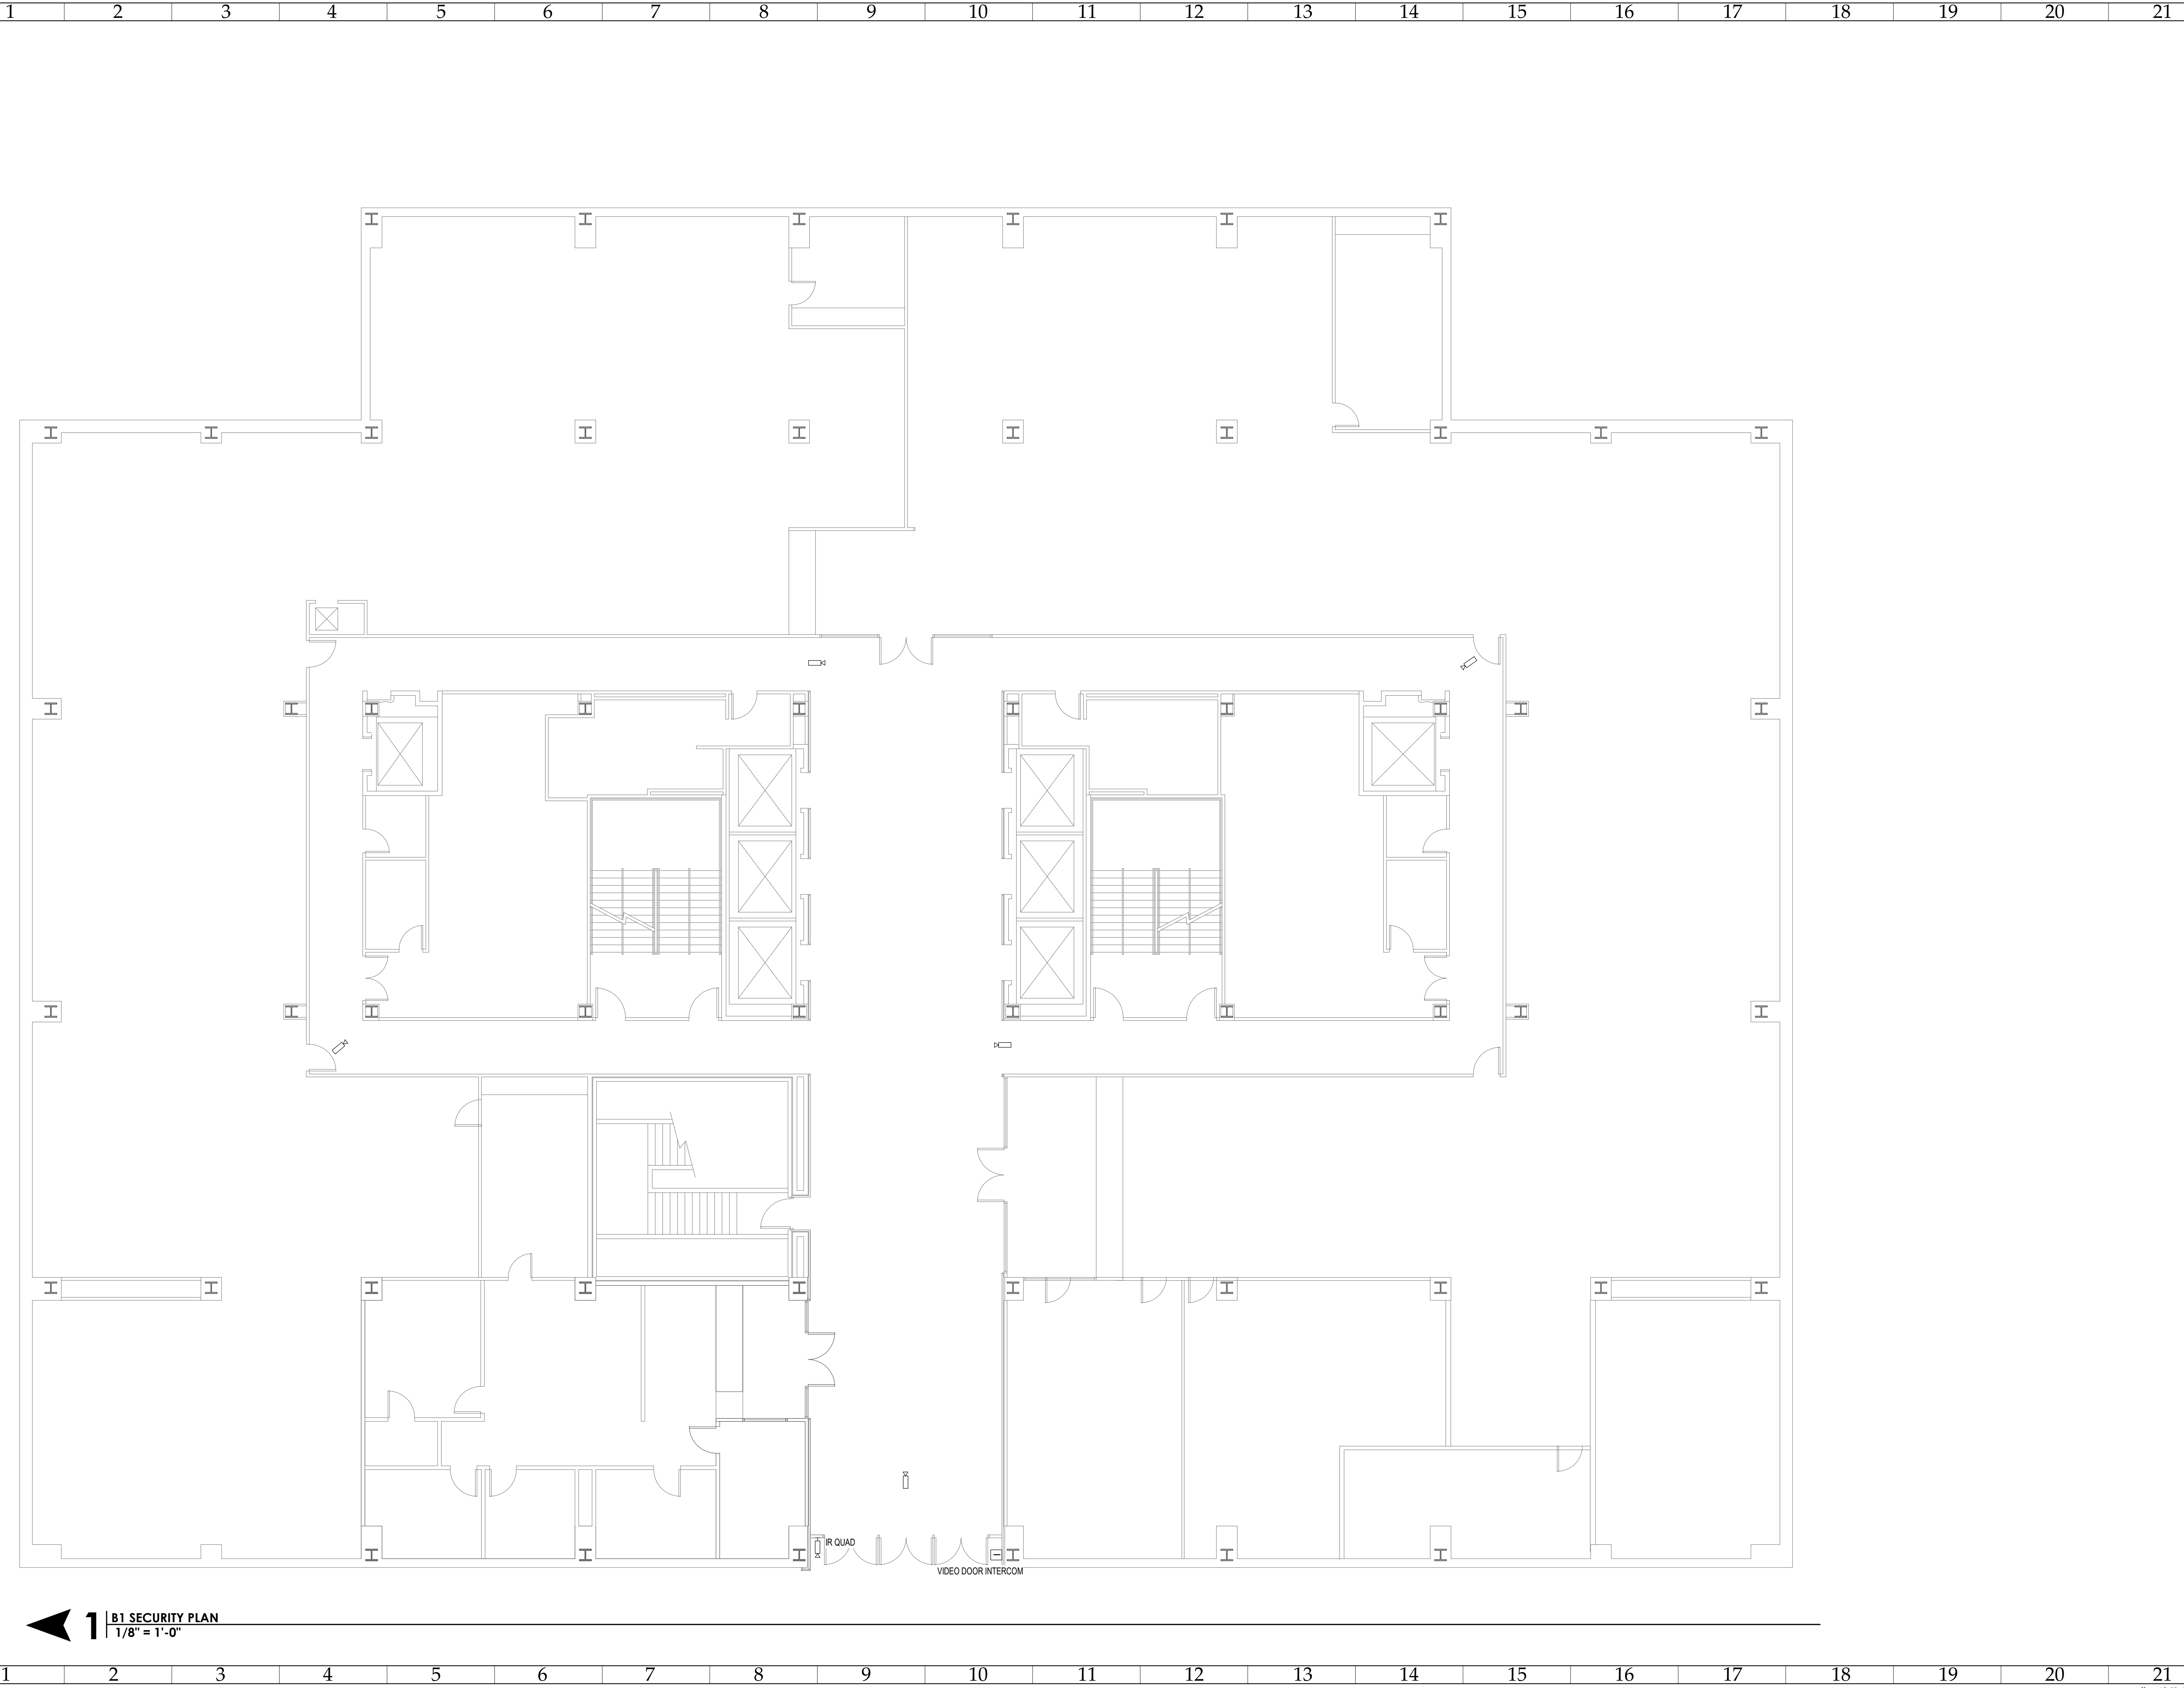 1 2 3 4 5 6 7 8 9 10 11 12 13 14 15 16 17 18 19 20 21
IR QUAD
VIDEO DOOR INTERCOM
1 B1 SECURITY PLAN
1/8" = 1'-0"
1 2 3 4 5 6 7 8 9 10 11 12 13 14 15 16 17 18 19 20 21